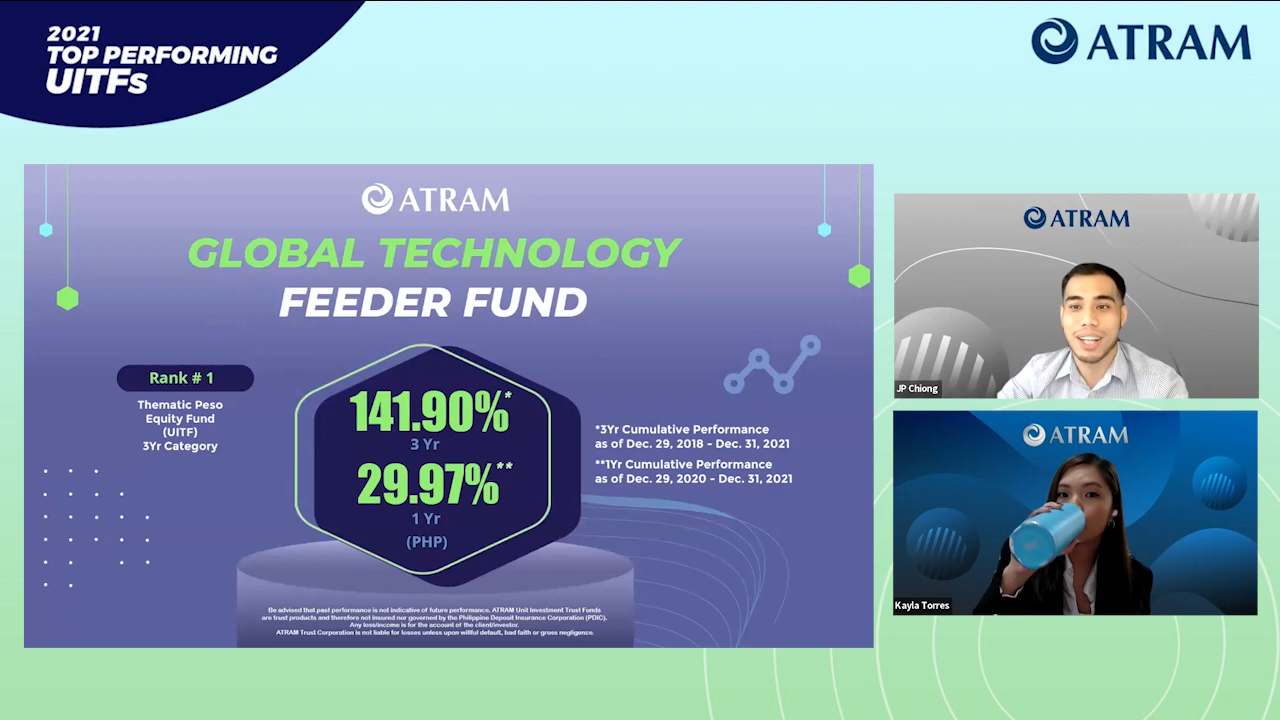 2021
TOP PERFORMING
UITFs
ATRAM
ATRAM
GLOBAL TECHNOLOGY
FEEDER FUND
Rank # 1
Thematic Peso
Equity Fund
(UITF)
3Yr Category
141.90%*
3 Yr
29.97%**
1 Yr
(PHP)
*3Yr Cumulative Performance
as of Dec. 29, 2018 - Dec. 31, 2021
**1Yr Cumulative Performance
as of Dec. 29, 2020 - Dec. 31, 2021
Be advised that past performance is not indicative of future performance. ATRAM Unit Investment Trust Funds
are trust products and therefore not insured nor governed by the Philippine Deposit Insurance Corporation (PDIC).
Any loss/income is for the account of the client/investor.
ATRAM Trust Corporation is not liable for losses unless upon willful default, bad faith or gross negligence.
ATRAM
JP Chiong
ATRAM
Kayla Torres